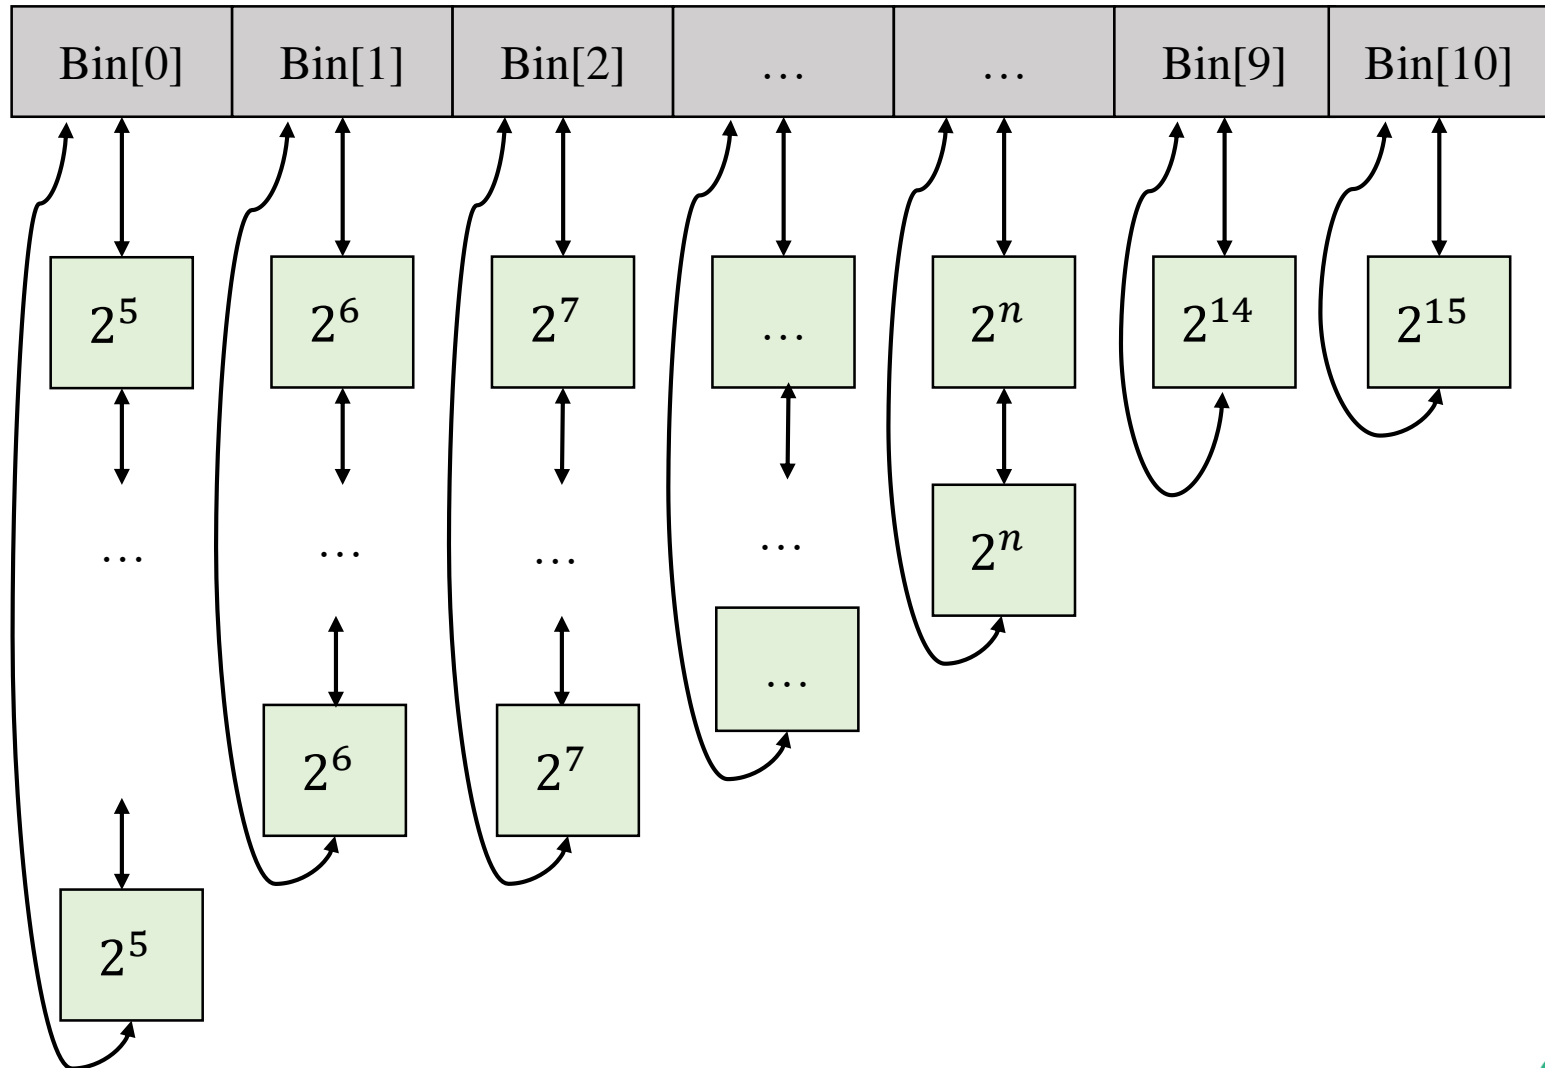 Bin[0] Bin[1] Bin[2] … … Bin[9] Bin[10]
2⁵ 2⁶ 2⁷ … 2ⁿ 2¹⁴ 2¹⁵
… … … … 2ⁿ
…
2⁶ 2⁷
2⁵